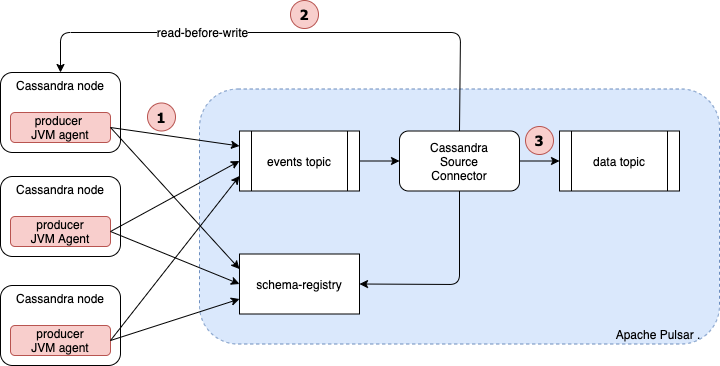 2
read-before-write
Cassandra node
producer
JVM agent
1
events topic
Cassandra
Source
Connector
3
data topic
Cassandra node
producer
JVM Agent
schema-registry
Cassandra node
producer
JVM agent
Apache Pulsar